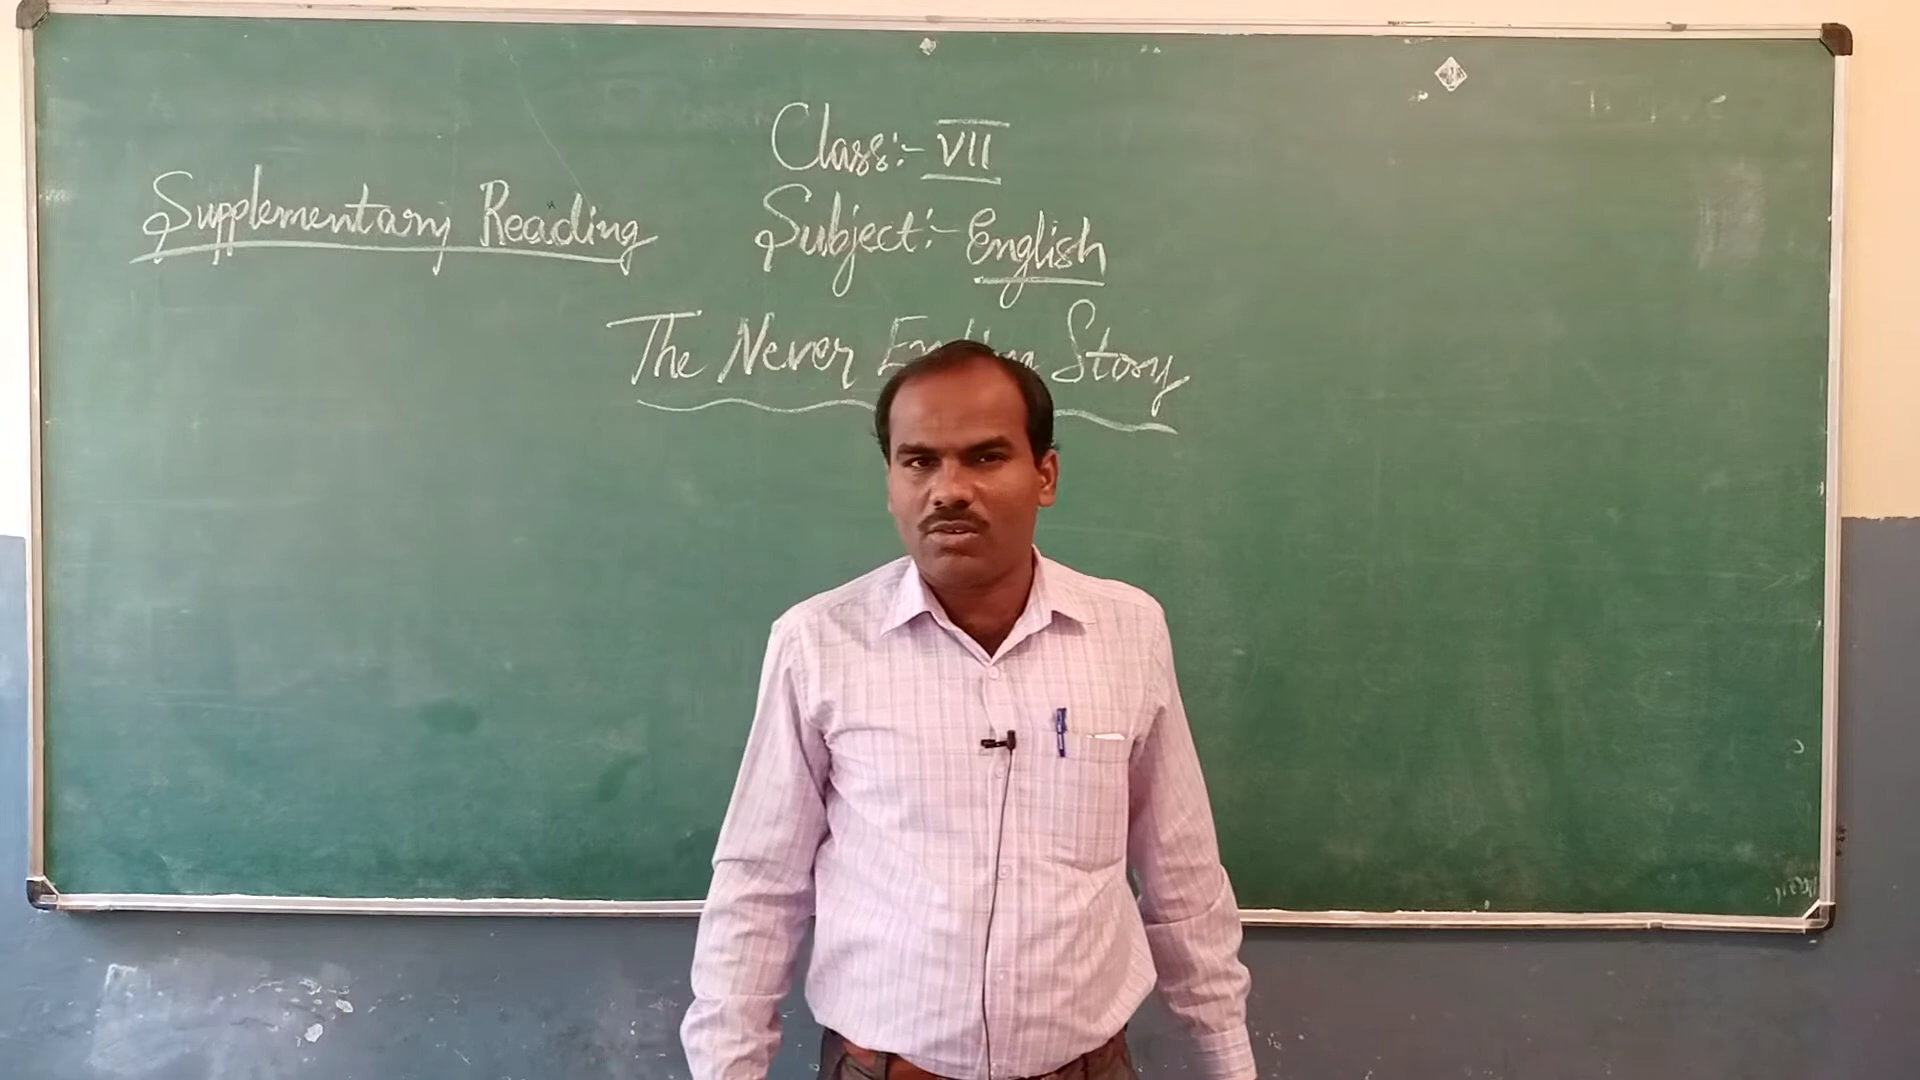 Class:- VII
Supplementary Reading
Subject:- English
The Never Story